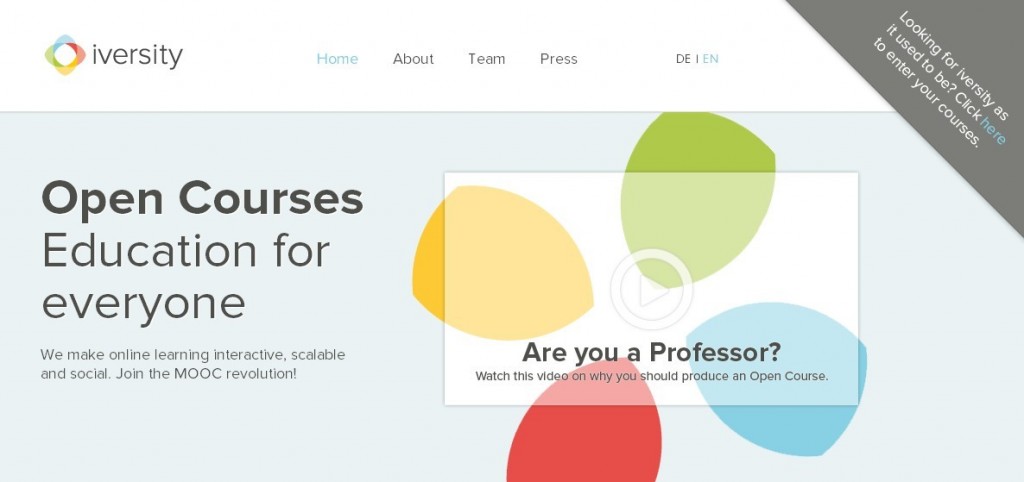 iversity
Home About Team Press
DE | EN
Looking for iversity as
it used to be? Click here
to enter your courses.
Open Courses
Education for
everyone
We make online learning interactive, scalable
and social. Join the MOOC revolution!
Are you a Professor?
Watch this video on why you should produce an Open Course.